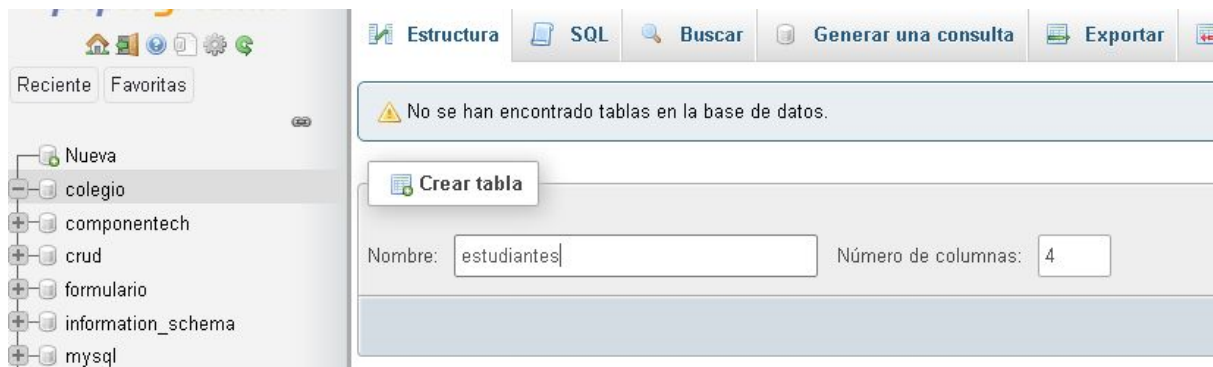 Reciente Favoritas
Nueva
colegio
componentech
crud
formulario
information_schema
mysql
Estructura SQL Buscar Generar una consulta Exportar
No se han encontrado tablas en la base de datos.
Crear tabla
Nombre: estudiantes Número de columnas: 4